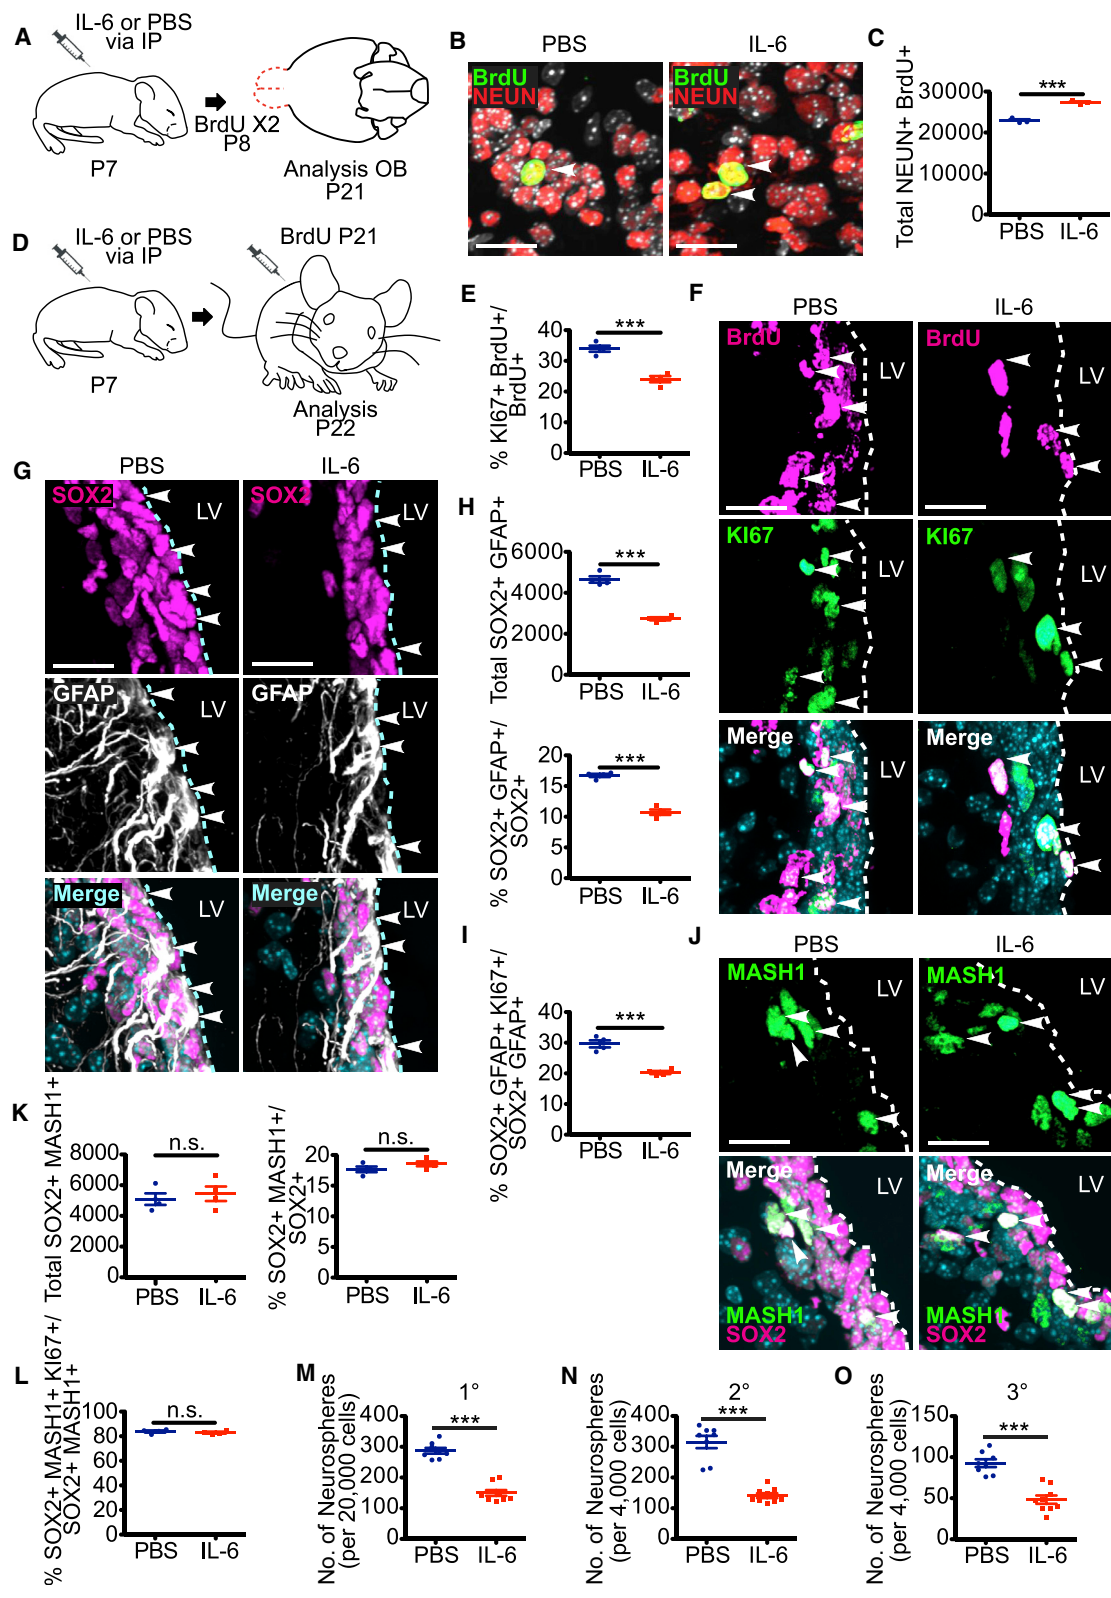 A
IL-6 or PBS
via IP
P7
BrdU X2
P8
Analysis OB
P21
B
PBS
IL-6
BrdU
NEUN
BrdU
NEUN
C
Total NEUN+ BrdU+
30000
20000
10000
0
***
PBS
IL-6
D
IL-6 or PBS
via IP
P7
BrdU P21
Analysis
P22
E
% KI67+ BrdU+/
BrdU+
40
30
20
10
0
***
PBS
IL-6
F
PBS
IL-6
BrdU
LV
BrdU
LV
KI67
LV
KI67
LV
Merge
LV
Merge
LV
G
PBS
IL-6
SOX2
LV
SOX2
LV
GFAP
LV
GFAP
LV
Merge
LV
Merge
LV
H
Total SOX2+ GFAP+
6000
4000
2000
0
***
PBS
IL-6
% SOX2+ GFAP+/
SOX2+
20
15
10
5
0
***
PBS
IL-6
I
% SOX2+ GFAP+ KI67+/
SOX2+ GFAP+
40
30
20
10
0
***
PBS
IL-6
J
PBS
IL-6
MASH1
LV
MASH1
LV
Merge
LV
MASH1
SOX2
Merge
LV
MASH1
SOX2
K
Total SOX2+ MASH1+
8000
6000
4000
2000
0
n.s.
PBS
IL-6
% SOX2+ MASH1+/
SOX2+
20
15
10
5
0
n.s.
PBS
IL-6
L
% SOX2+ MASH1+ KI67+/
SOX2+ MASH1+
100
80
60
40
20
0
n.s.
PBS
IL-6
M
1°
No. of Neurospheres
(per 20,000 cells)
400
300
200
100
0
***
PBS
IL-6
N
2°
No. of Neurospheres
(per 4,000 cells)
400
300
200
100
0
***
PBS
IL-6
O
3°
No. of Neurospheres
(per 4,000 cells)
150
100
50
0
***
PBS
IL-6